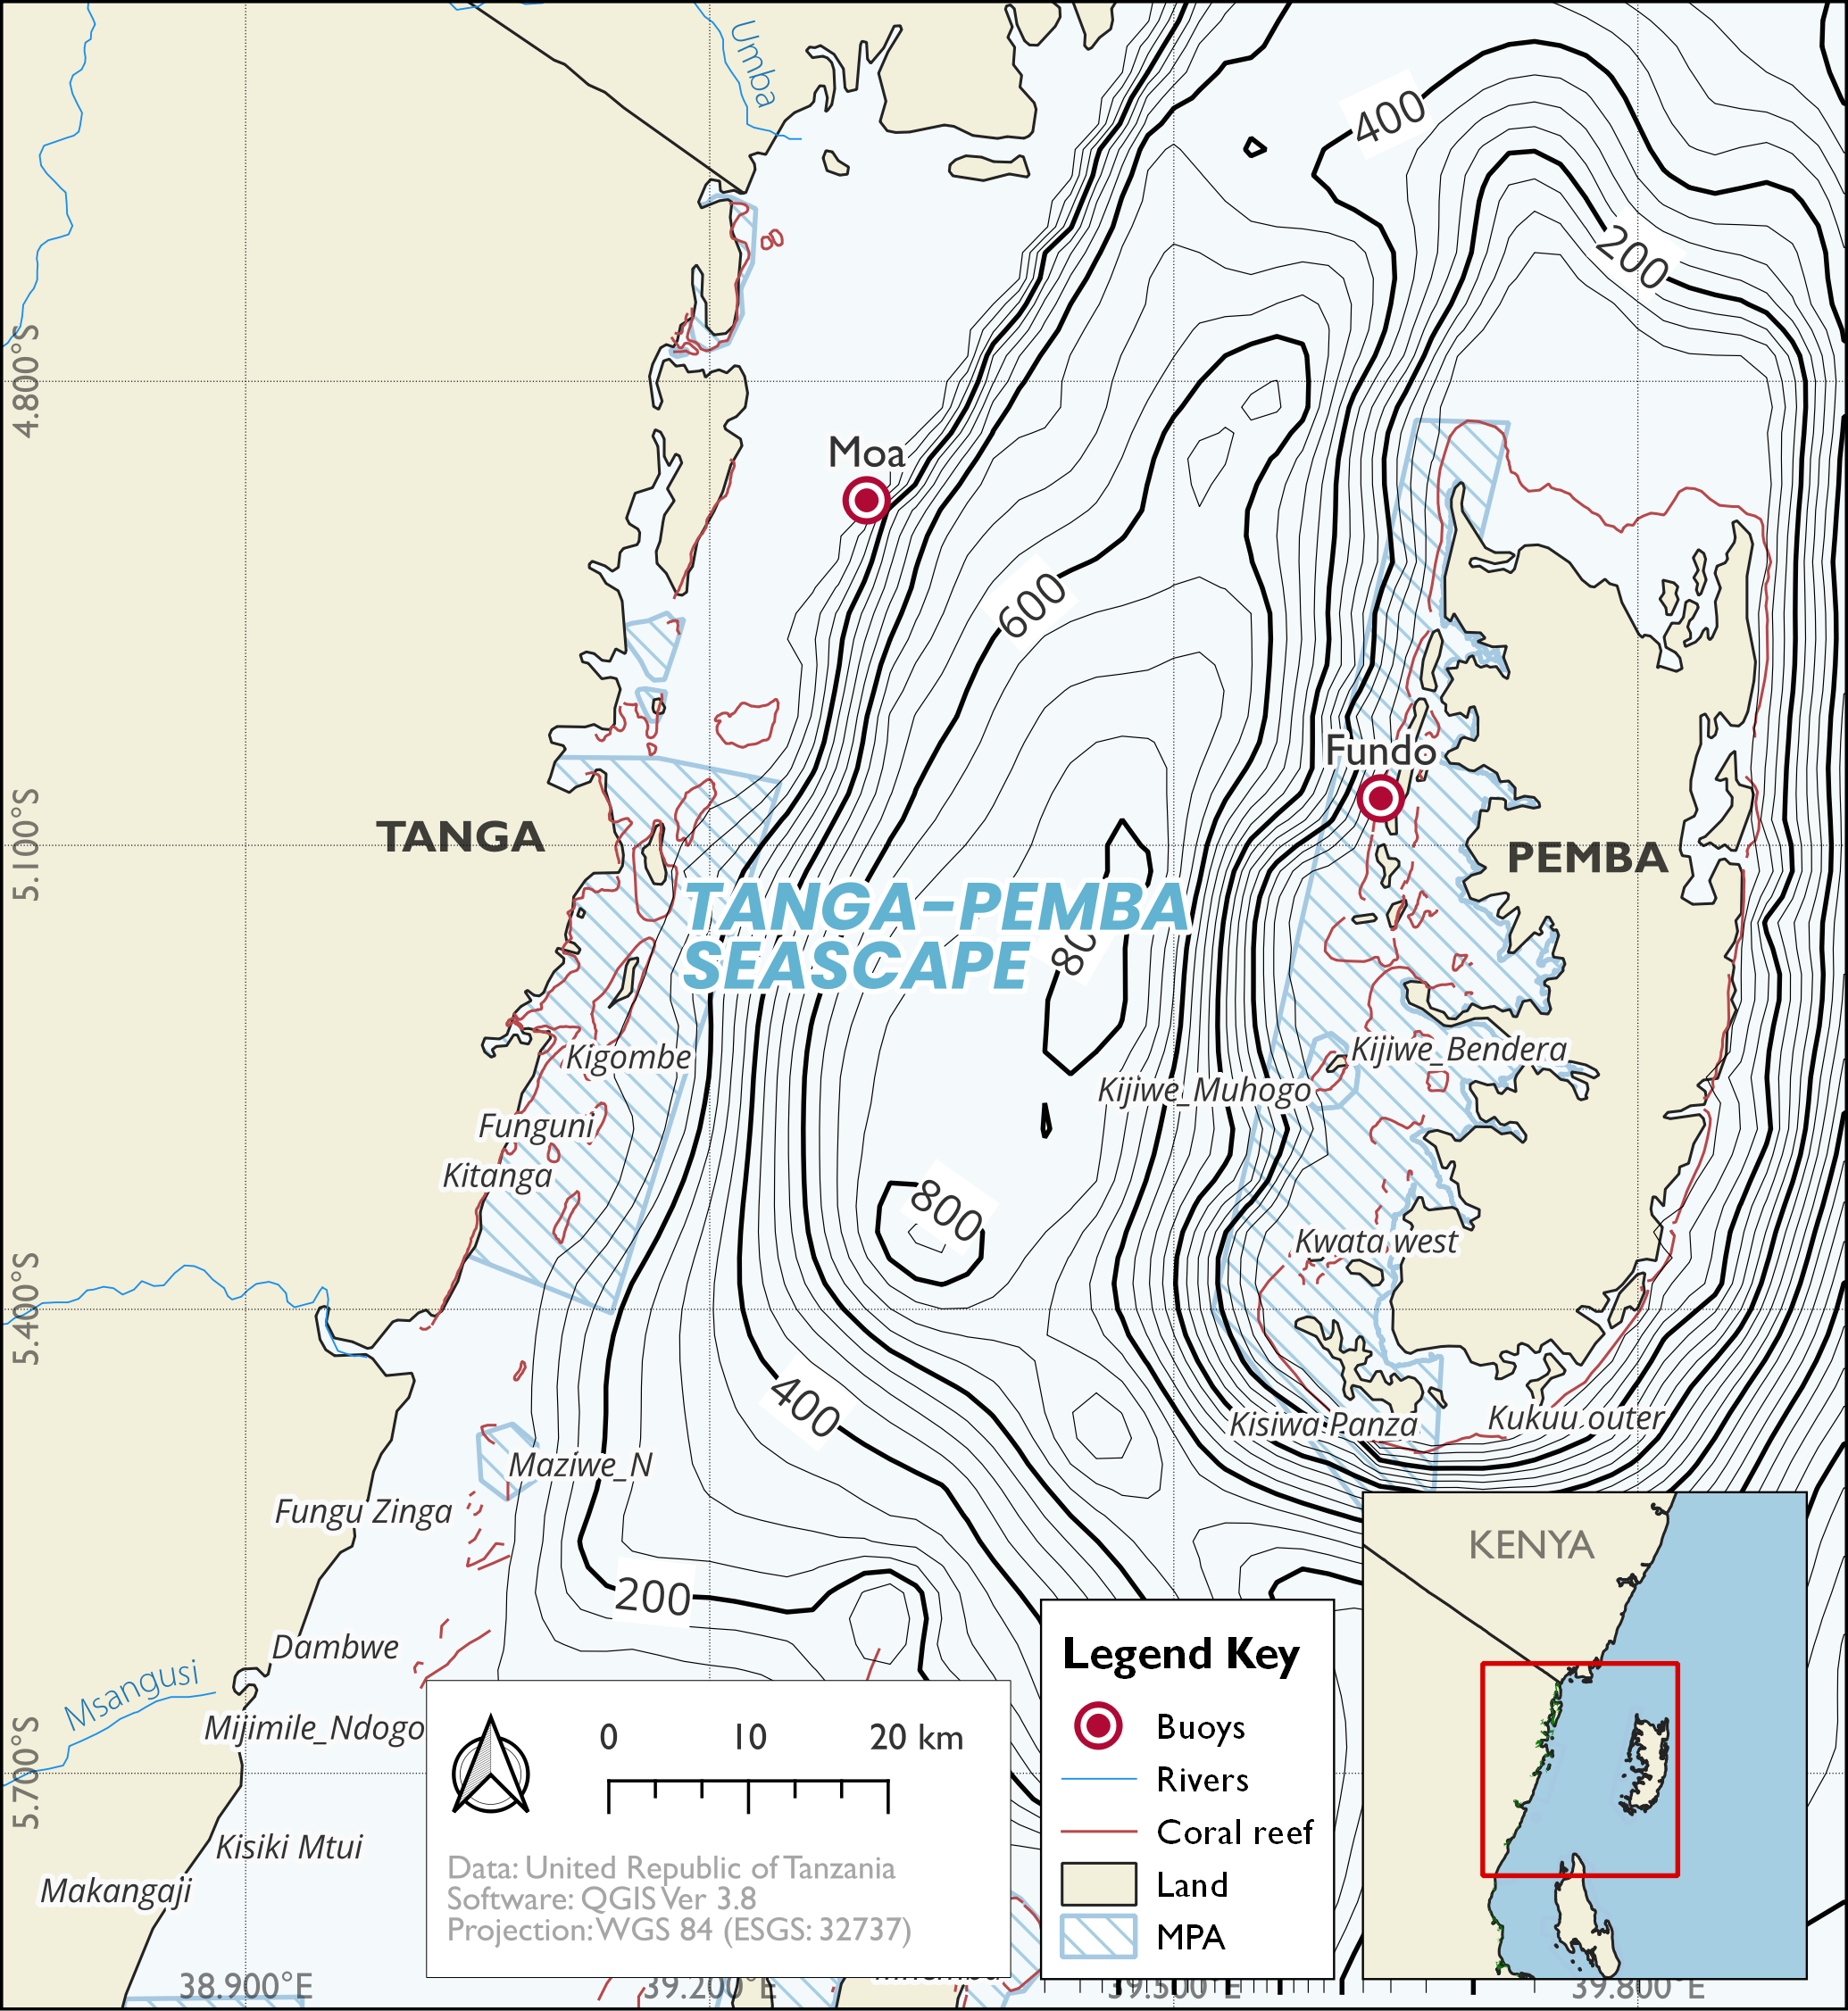 Umba
400
200
4.800°S
Moa
600
Fundo
5.100°S
TANGA
PEMBA
TANGA–PEMBA
SEASCAPE
Kigombe
Kijiwe_Bendera
Kijiwe_Muhogo
Funguni
Kitanga
800
Kwata west
5.400°S
400
Kisiwa Panza
Kukuu outer
Maziwe_N
Fungu Zinga
KENYA
200
Dambwe
Msangusi
Mijimile_Ndogo
5.700°S
Kisiki Mtui
Makangaji
0 10 20 km
Data: United Republic of Tanzania
Software: QGIS Ver 3.8
Projection: WGS 84 (ESGS: 32737)
Legend Key
Buoys
Rivers
Coral reef
Land
MPA
38.900°E
39.200°E
39.500°E
39.800°E